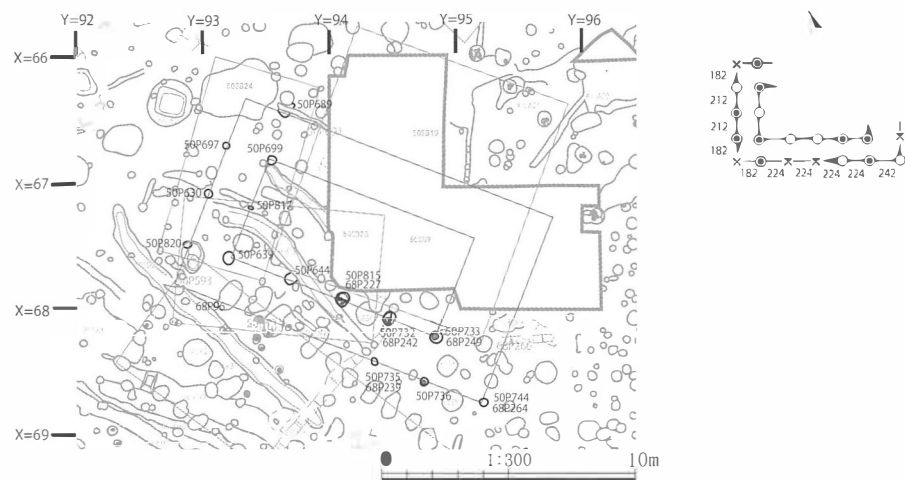 Y=92 Y=93 Y=94 Y=95 Y=96
X=66
50P689
50P697
50P699
X=67
50P630
50P817
50P820
50P639
50P644
50P815
68P227
X=68
68P96
50P732
68P242
50P733
68P249
50P735
68P239
50P736
50P744
68P264
X=69
1:300 10m
182
212
212
182
182 224 224 224 224 242